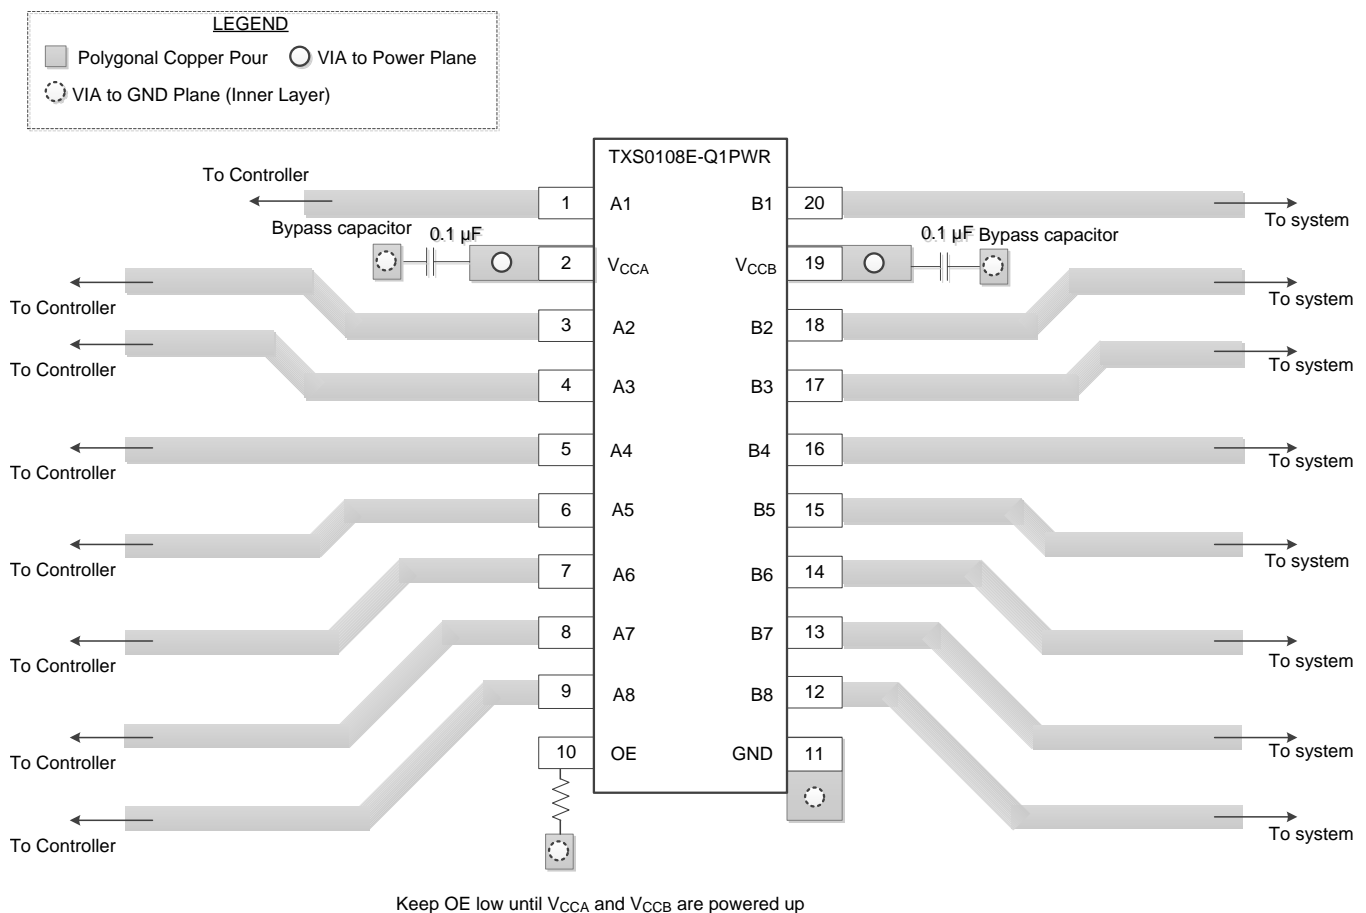 LEGEND
Polygonal Copper Pour
VIA to Power Plane
VIA to GND Plane (Inner Layer)
TXS0108E-Q1PWR
To Controller
1
A1
B1
20
To system
Bypass capacitor
0.1 µF
2
VCCA
VCCB
19
0.1 µF
Bypass capacitor
To Controller
3
A2
B2
18
To system
To Controller
4
A3
B3
17
To system
To Controller
5
A4
B4
16
To system
To Controller
6
A5
B5
15
To system
To Controller
7
A6
B6
14
To system
To Controller
8
A7
B7
13
To system
To Controller
9
A8
B8
12
To system
10
OE
GND
11
Keep OE low until VCCA and VCCB are powered up